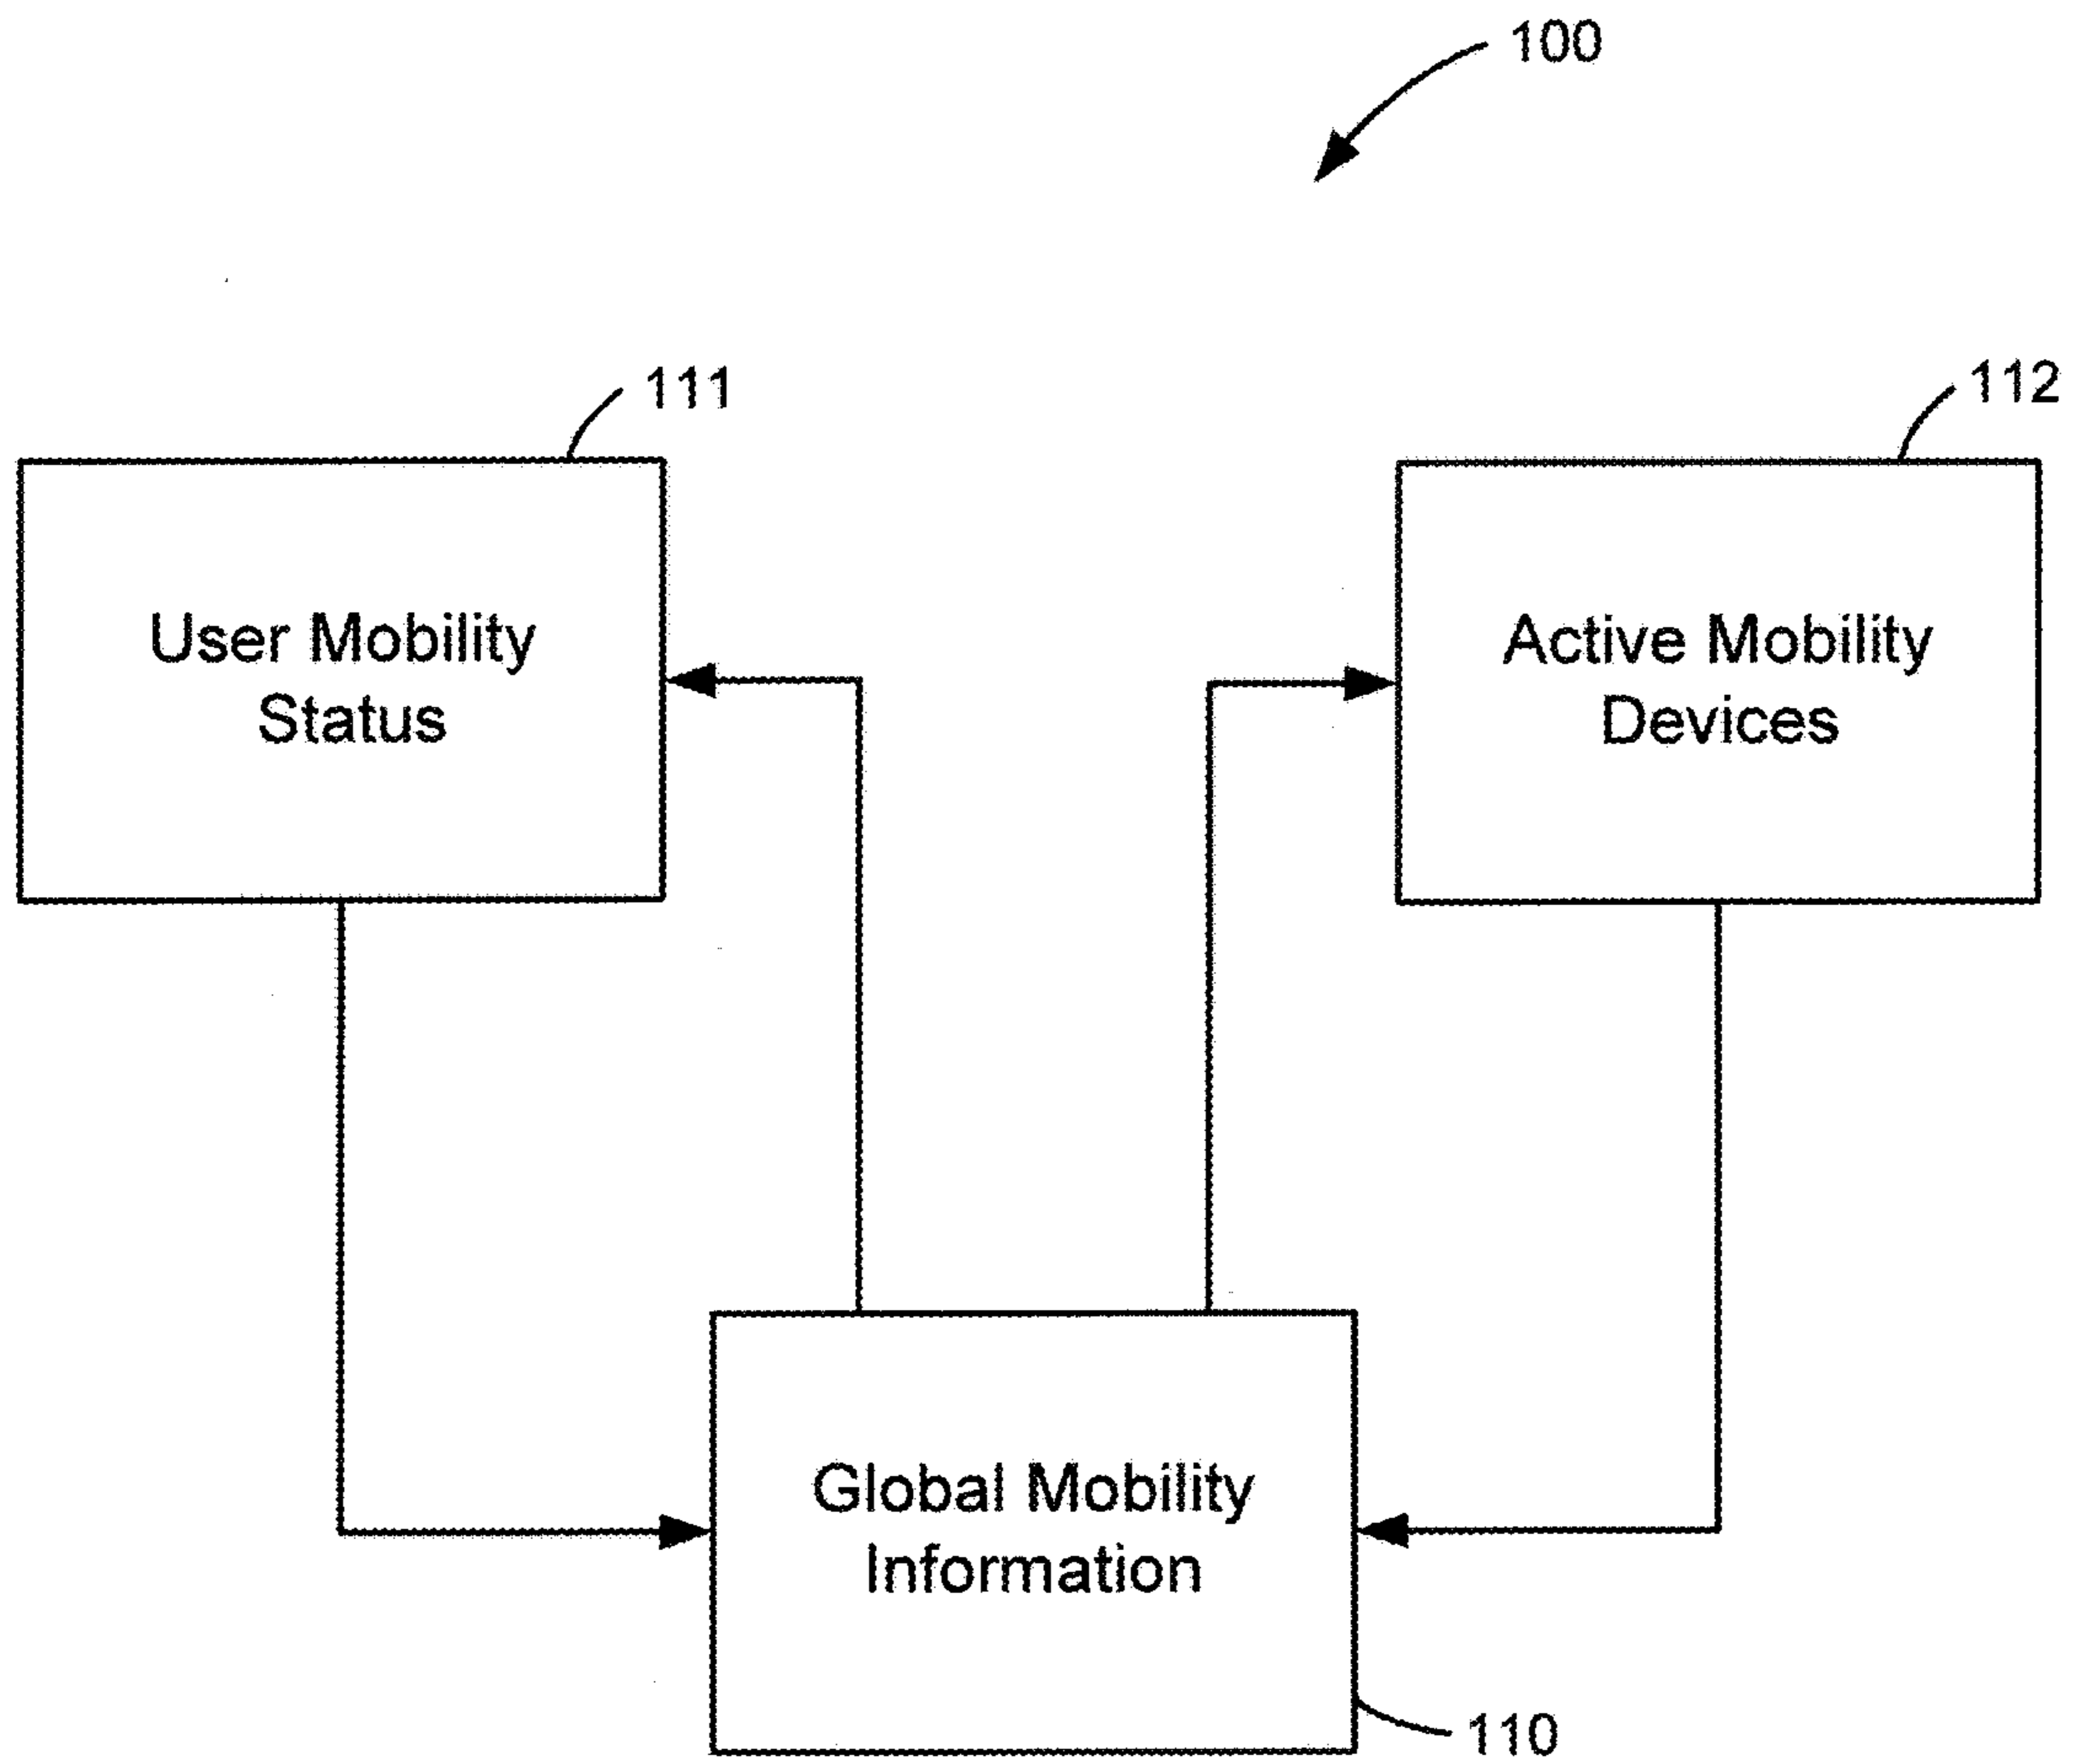 100
111
112
User Mobility
Status
Active Mobility
Devices
Global Mobility
Information
110